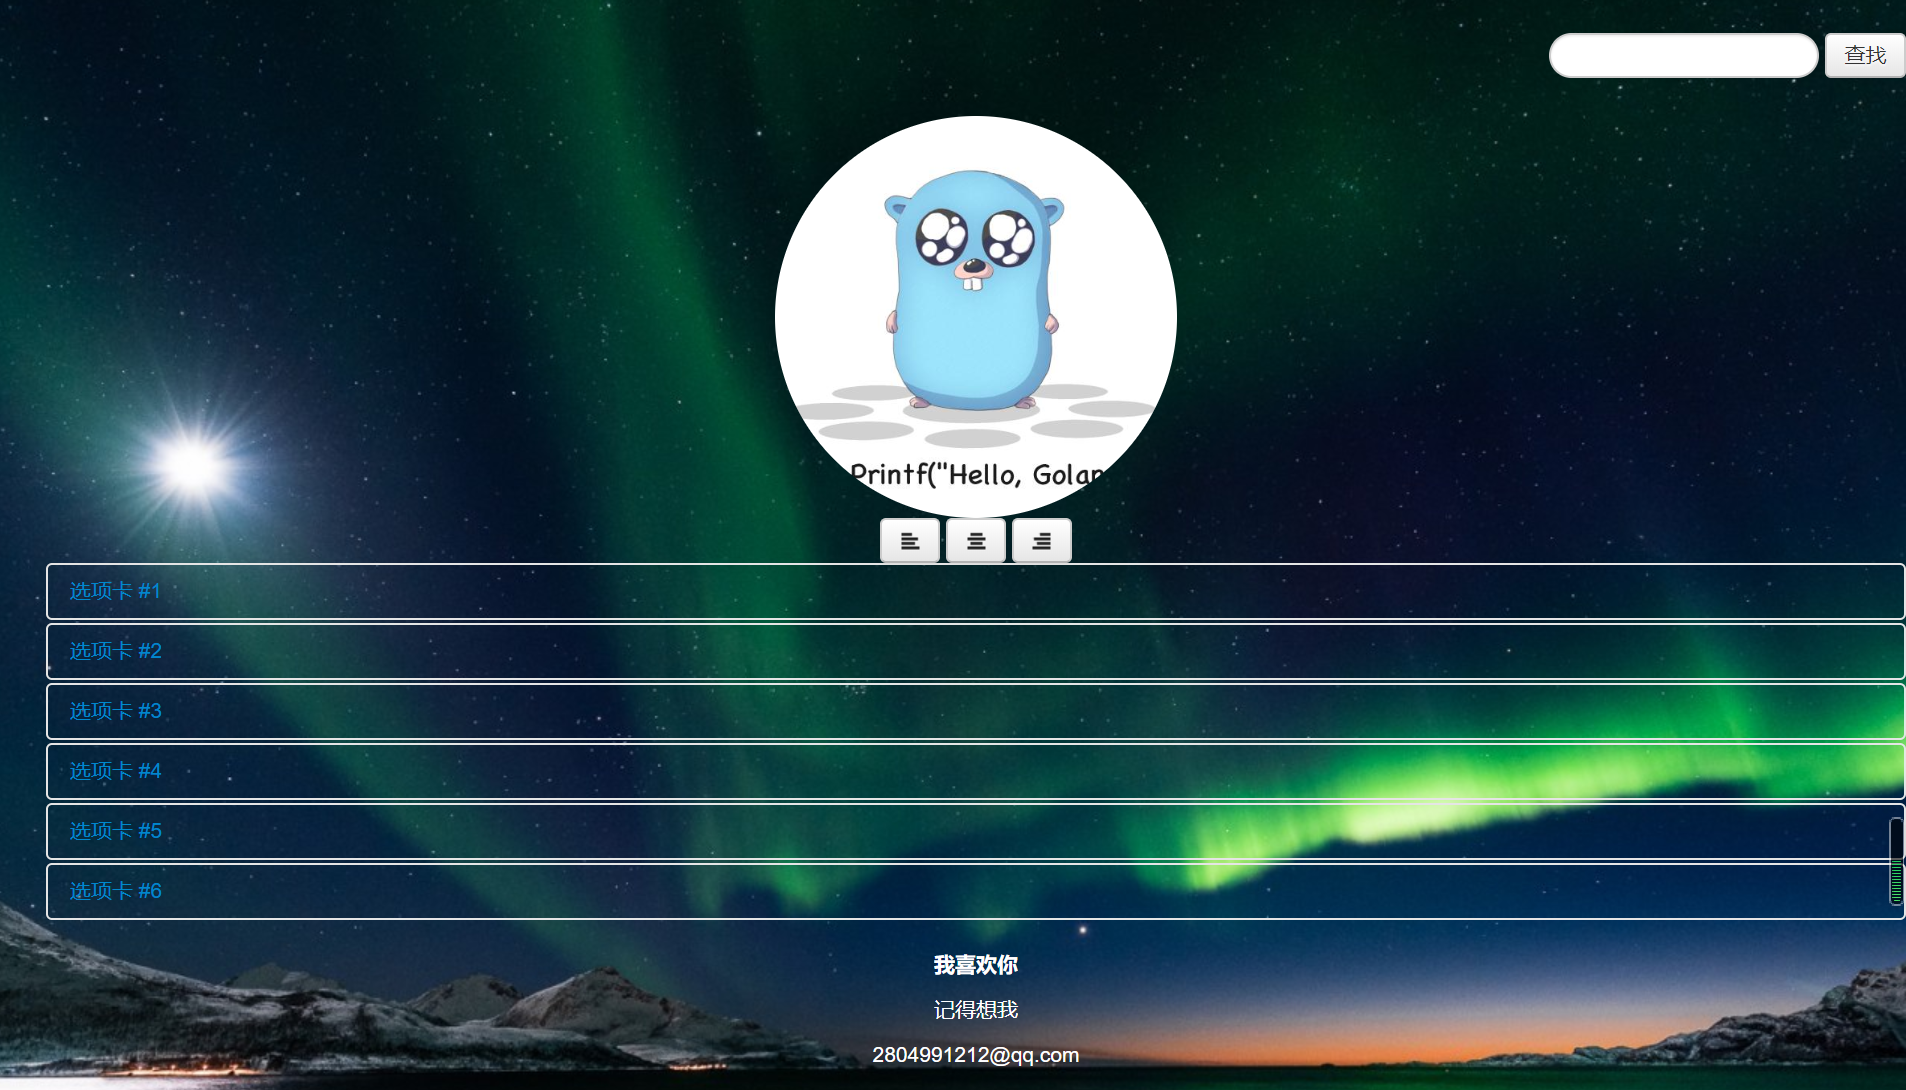 查找
Printf("Hello, Golan
选项卡 #1
选项卡 #2
选项卡 #3
选项卡 #4
选项卡 #5
选项卡 #6
我喜欢你
记得想我
2804991212@qq.com